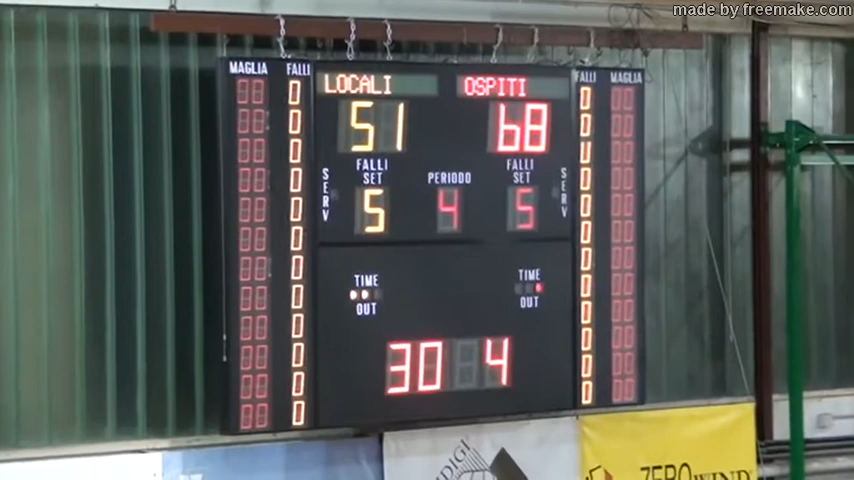 made by freemake.com
MAGLIA FALLI LOCALI OSPITI FALLI MAGLIA
51 68
FALLI SET PERIODO FALLI SET
SERV 5 4 5 SERV
TIME OUT TIME OUT
30 4
DIGI
ZEROWIND